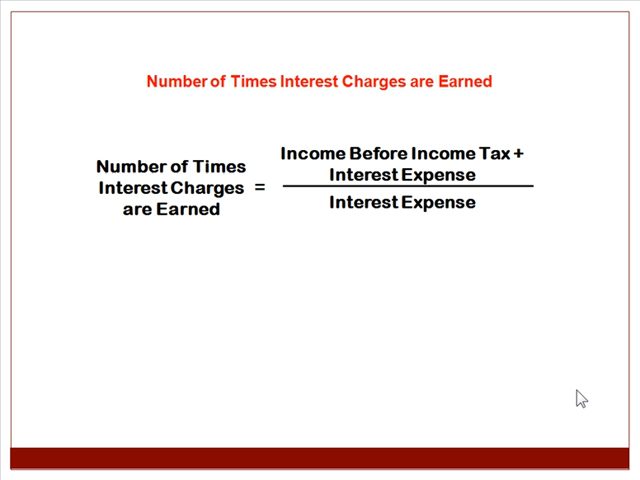 Number of Times Interest Charges are Earned
Number of Times
Interest Charges
are Earned
=
Income Before Income Tax +
Interest Expense
Interest Expense